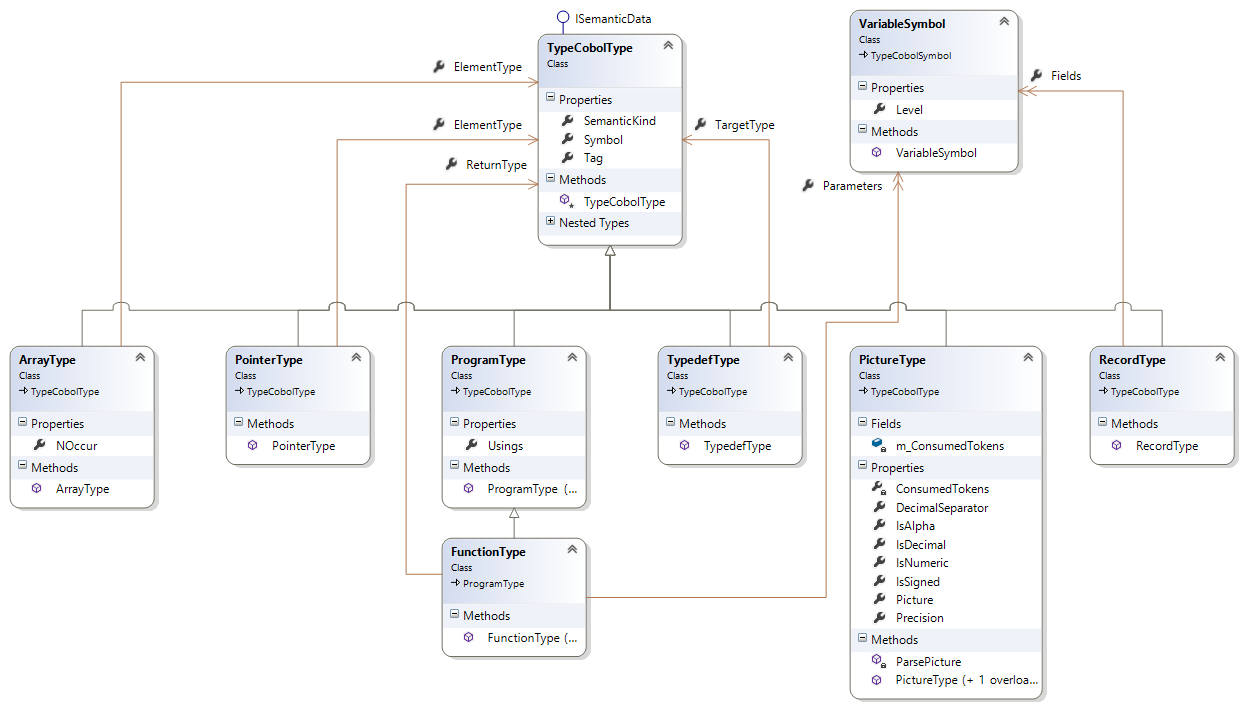 ISemanticData
TypeCobolType
Class
Properties
SemanticKind
Symbol
Tag
Methods
TypeCobolType
Nested Types
ElementType
ElementType
ReturnType
TargetType
VariableSymbol
Class
TypeCobolSymbol
Properties
Level
Methods
VariableSymbol
Fields
Parameters
ArrayType
Class
TypeCobolType
Properties
NOccur
Methods
ArrayType
PointerType
Class
TypeCobolType
Methods
PointerType
ProgramType
Class
TypeCobolType
Properties
Usings
Methods
ProgramType (...
FunctionType
Class
ProgramType
Methods
FunctionType (...
TypedefType
Class
TypeCobolType
Methods
TypedefType
PictureType
Class
TypeCobolType
Fields
m_ConsumedTokens
Properties
ConsumedTokens
DecimalSeparator
IsAlpha
IsDecimal
IsNumeric
IsSigned
Picture
Precision
Methods
ParsePicture
PictureType (+ 1 overloa...
RecordType
Class
TypeCobolType
Methods
RecordType